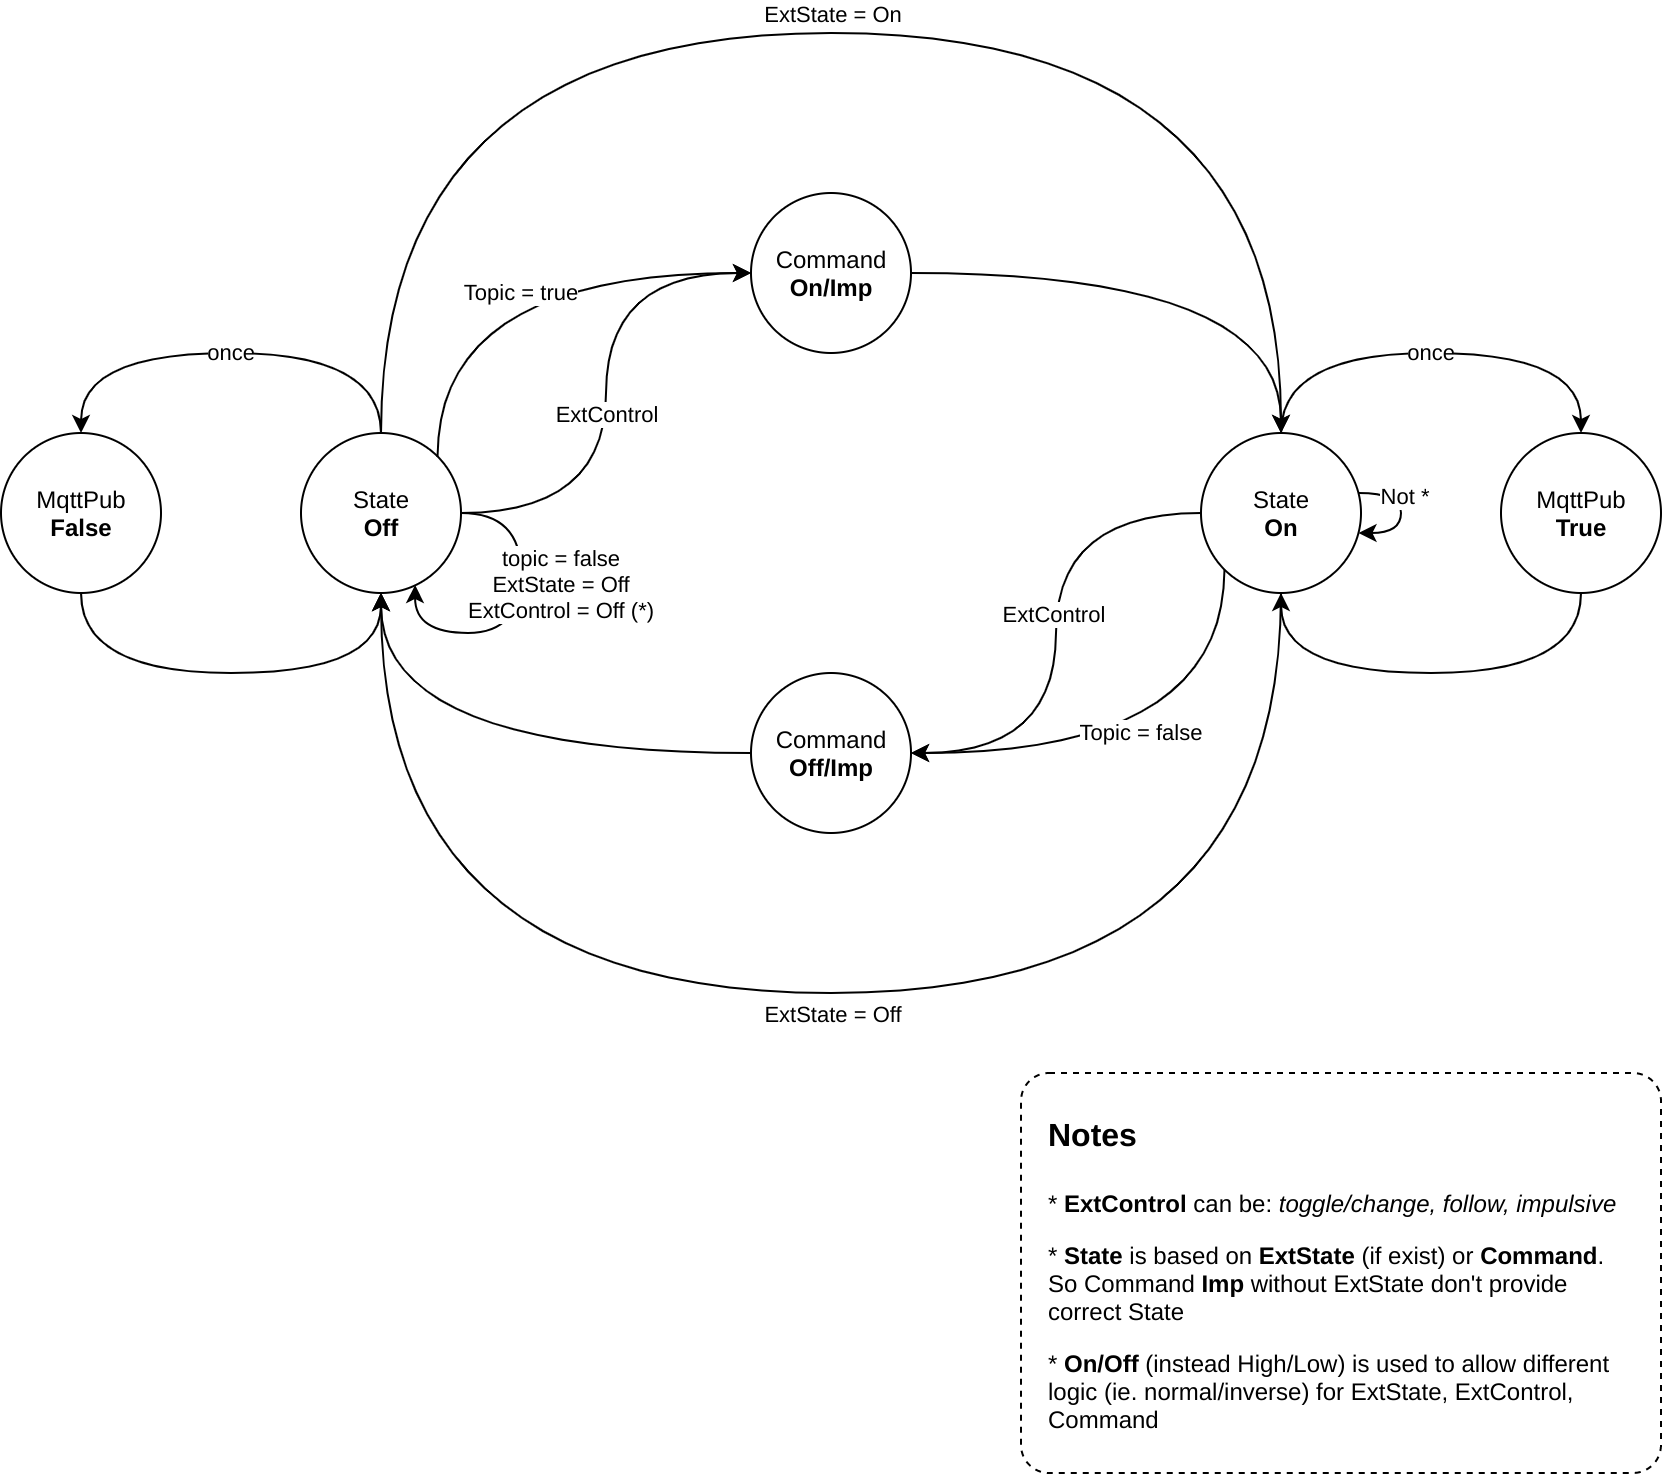 ExtState = On
Command
On/Imp
Topic = true
once
once
ExtControl
MqttPub
False
State
Off
State
On
Not *
MqttPub
True
topic = false
ExtState = Off
ExtControl = Off (*)
ExtControl
Topic = false
Command
Off/Imp
ExtState = Off
Notes
* ExtControl can be: toggle/change, follow, impulsive
* State is based on ExtState (if exist) or Command.
So Command Imp without ExtState don't provide
correct State
* On/Off (instead High/Low) is used to allow different
logic (ie. normal/inverse) for ExtState, ExtControl,
Command